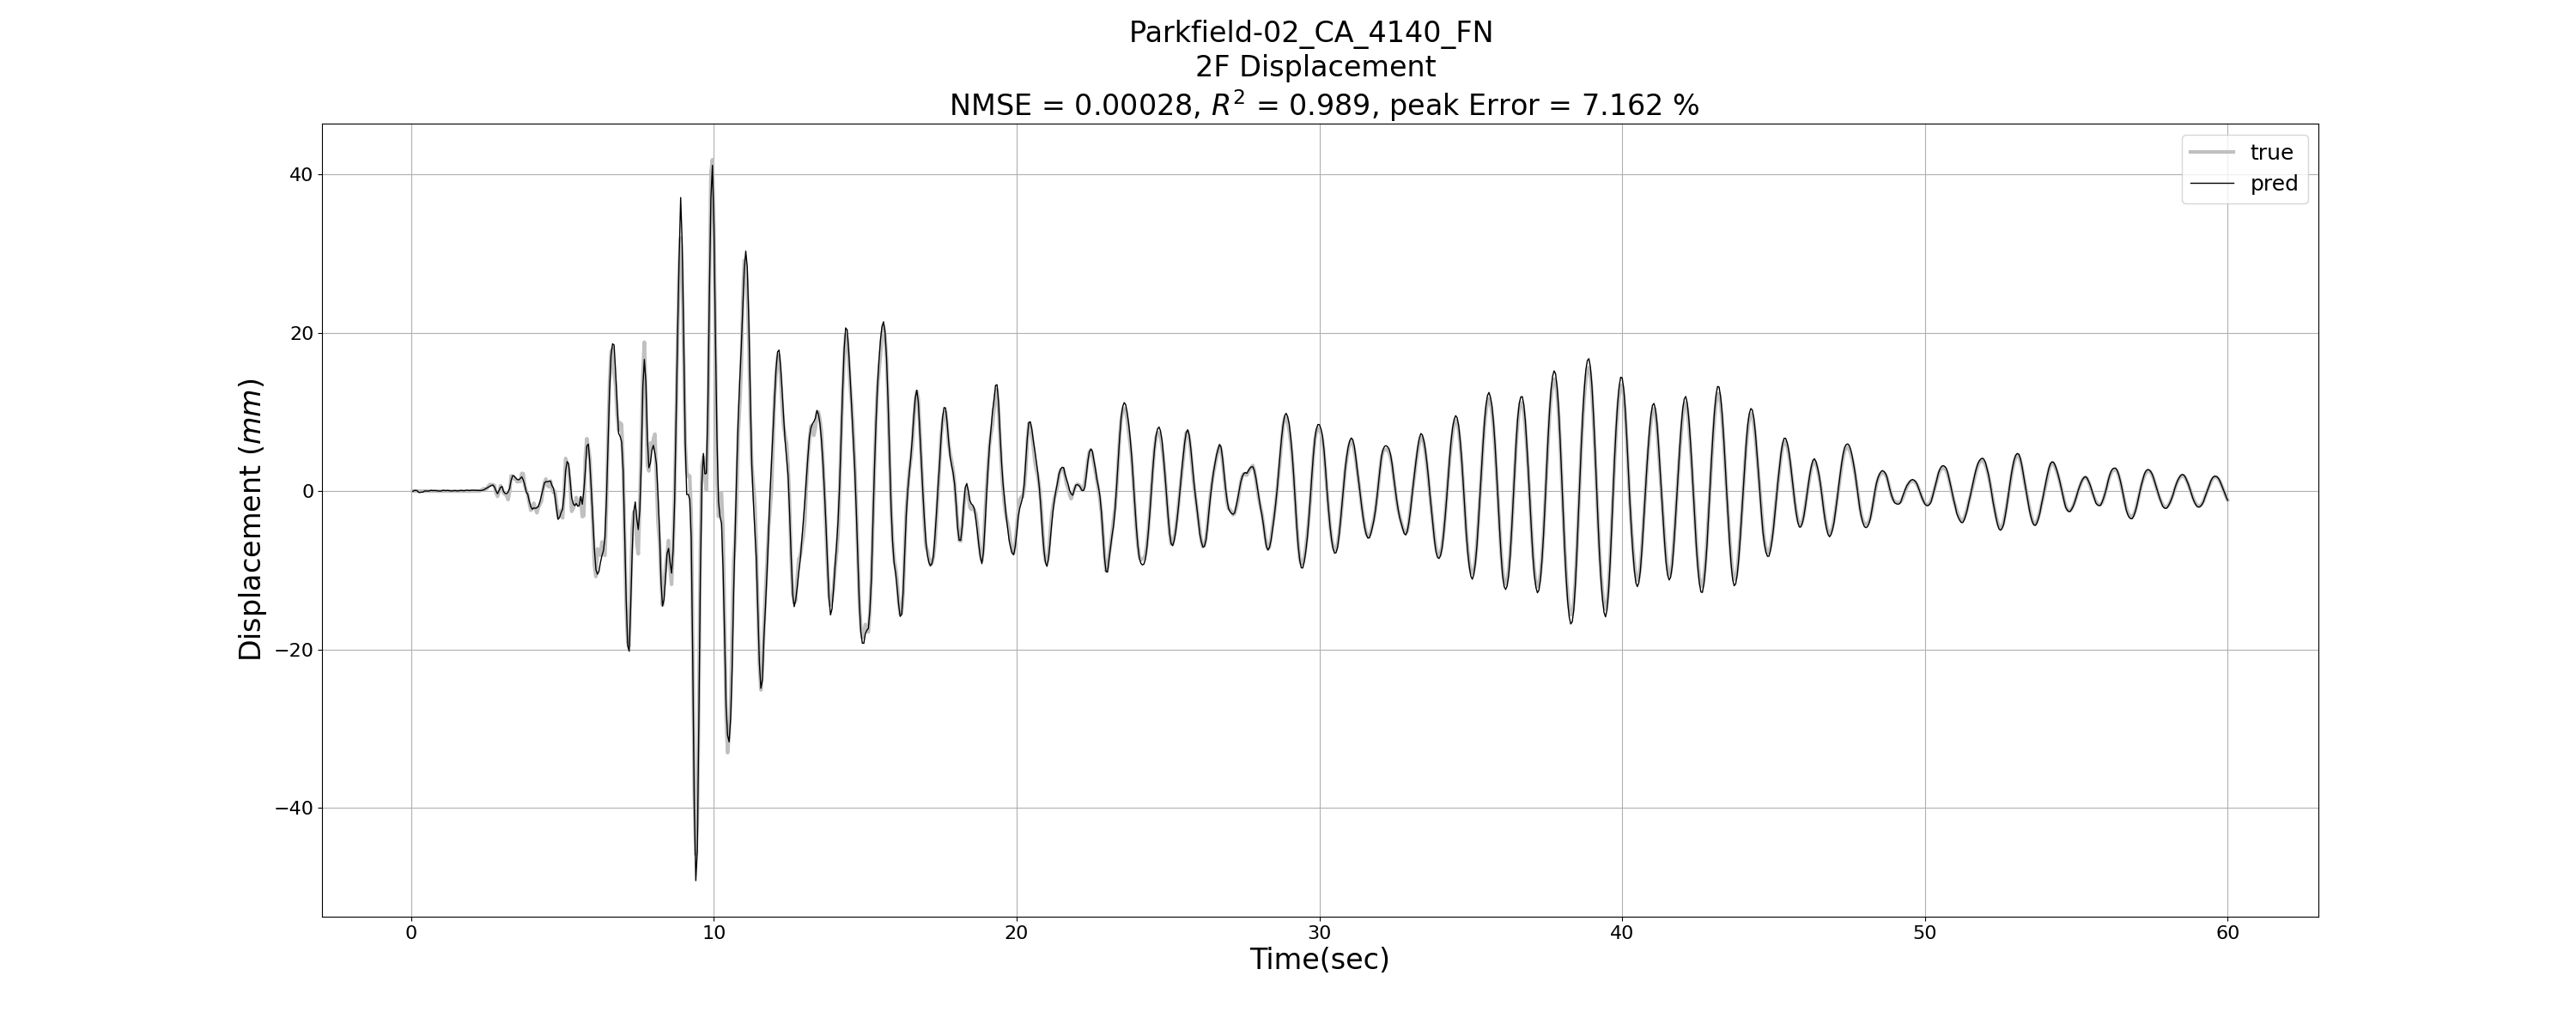 Parkfield-02_CA_4140_FN
2F Displacement
NMSE = 0.00028, R² = 0.989, peak Error = 7.162 %
true
pred
40
20
0
−20
−40
Displacement (mm)
0 10 20 30 40 50 60
Time(sec)